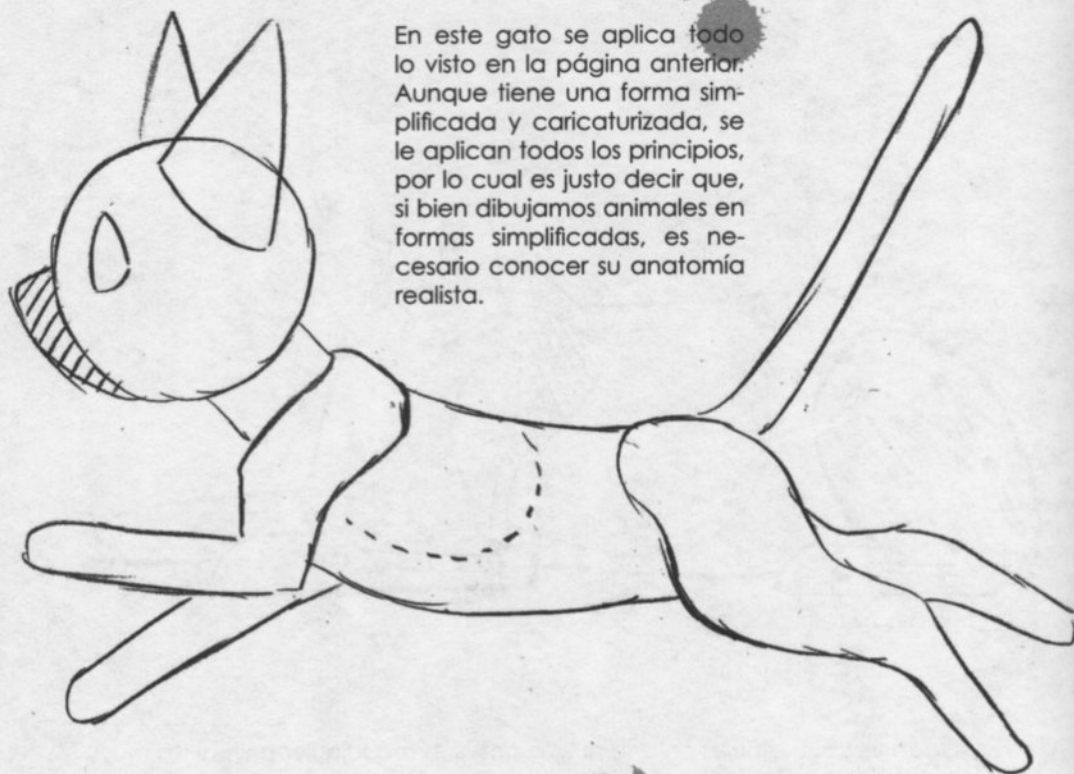 En este gato se aplica todo
lo visto en la página anterior.
Aunque tiene una forma sim-
plificada y caricaturizada, se
le aplican todos los principios,
por lo cual es justo decir que,
si bien dibujamos animales en
formas simplificadas, es ne-
cesario conocer su anatomía
realista.